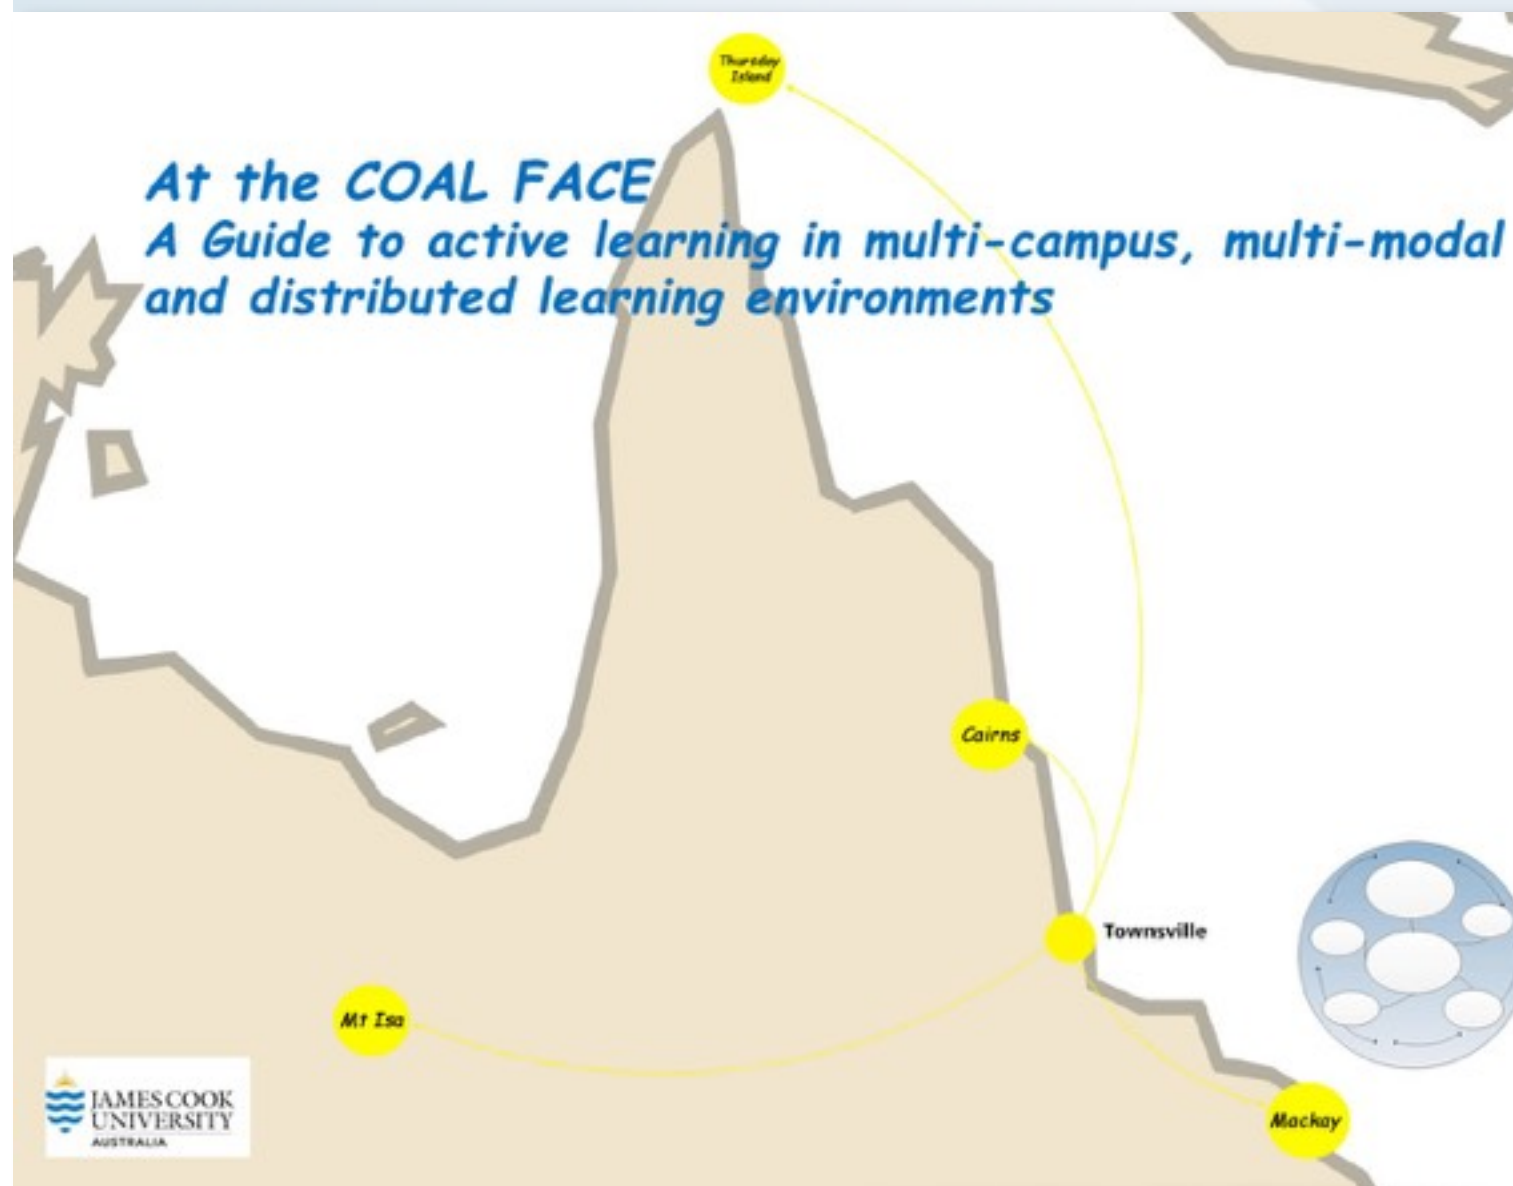 Thursday
Island
At the COAL FACE
A Guide to active learning in multi-campus, multi-modal
and distributed learning environments
Cairns
Townsville
Mt Isa
JAMES COOK
UNIVERSITY
AUSTRALIA
Mackay